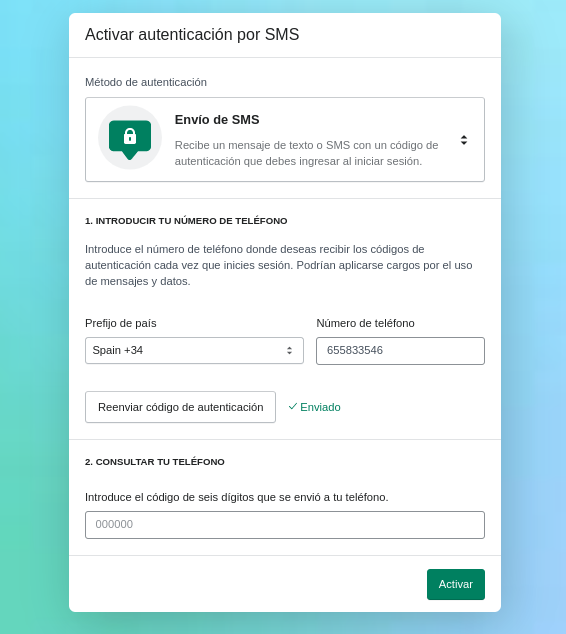 Activar autenticación por SMS
Método de autenticación
Envío de SMS
Recibe un mensaje de texto o SMS con un código de
autenticación que debes ingresar al iniciar sesión.
1. INTRODUCIR TU NÚMERO DE TELÉFONO
Introduce el número de teléfono donde deseas recibir los códigos de
autenticación cada vez que inicies sesión. Podrían aplicarse cargos por el uso
de mensajes y datos.
Prefijo de país
Número de teléfono
Spain +34
655833546
Reenviar código de autenticación
Enviado
2. CONSULTAR TU TELÉFONO
Introduce el código de seis dígitos que se envió a tu teléfono.
000000
Activar